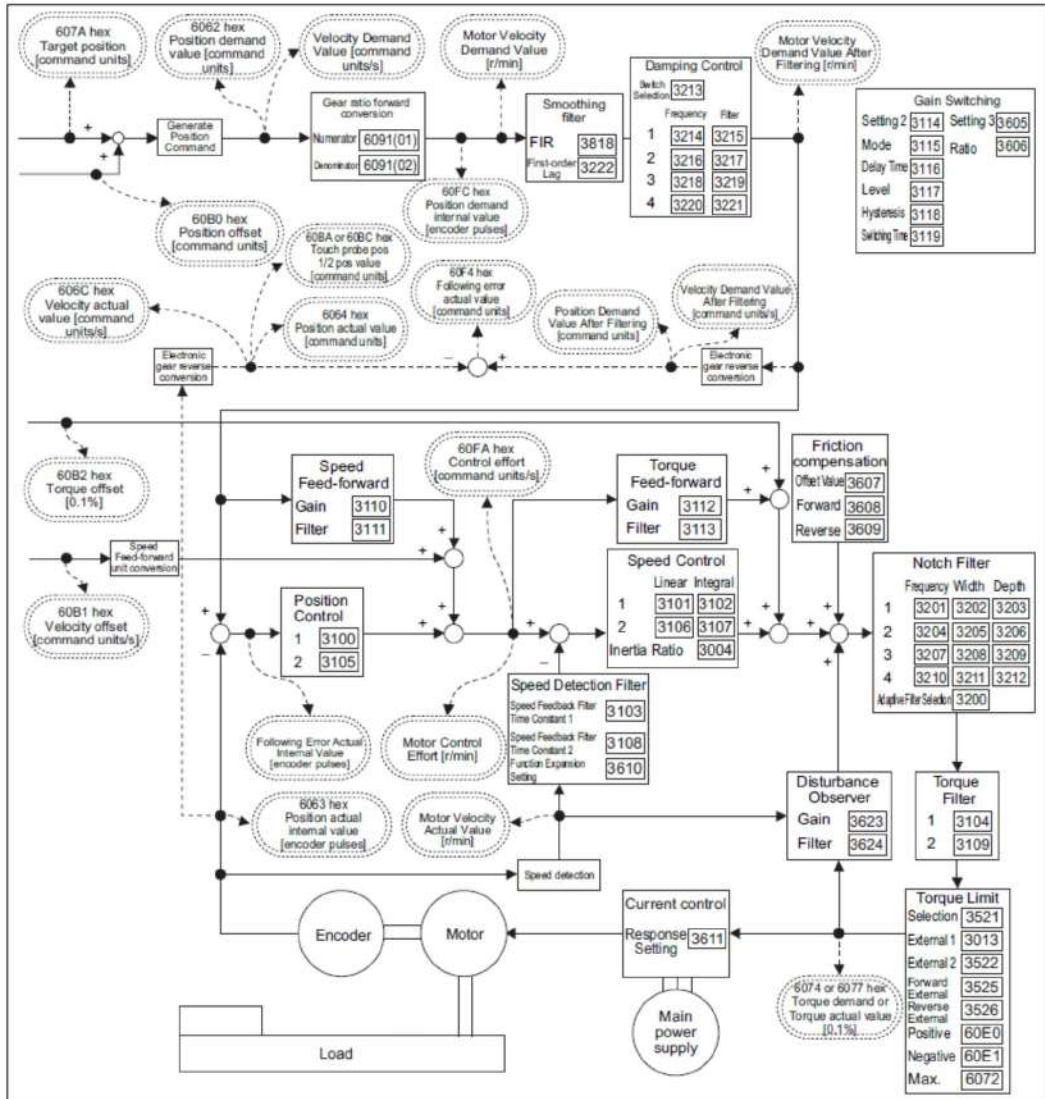 607A hex
Target position
[command units]
6062 hex
Position demand
value [command
units]
Velocity Demand
Value [command
units/s]
Motor Velocity
Demand Value
[r/min]
Motor Velocity
Demand Value After
Filtering [r/min]
+
+
Generate
Position
Command
Gear ratio forward
conversion
Numerator 6091(01)
Denominator 6091(02)
Smoothing
filter
FIR 3818
First-order
Lag 3222
Damping Control
Switch
Selection 3213
Frequency Filter
1 3214 3215
2 3216 3217
3 3218 3219
4 3220 3221
Gain Switching
Setting 2 3114 Setting 3 3605
Mode 3115 Ratio 3606
Delay Time 3116
Level 3117
Hysteresis 3118
Switching Time 3119
60B0 hex
Position offset
[command units]
60FC hex
Position demand
internal value
[encoder pulses]
60BA or 60BC hex
Touch probe pos
1/2 pos value
[command units]
606C hex
Velocity actual
value [command
units/s]
6064 hex
Position actual value
[command units]
60F4 hex
Following error
actual value
[command units]
Position Demand
Value After Filtering
[command units]
Velocity Demand Value
After Filtering
[command units/s]
Electronic
gear reverse
conversion
–
+
Electronic
gear reverse
conversion
60B2 hex
Torque offset
[0.1%]
60FA hex
Control effort
[command units/s]
Speed
Feed-forward
Gain 3110
Filter 3111
Torque
Feed-forward
Gain 3112
Filter 3113
+
+
Friction
compensation
Offset Value 3607
Forward 3608
Reverse 3609
Speed
Feed-forward
unit conversion
+
+
60B1 hex
Velocity offset
[command units/s]
+
–
Position
Control
1 3100
2 3105
+
+
+
–
Speed Control
Linear Integral
1 3101 3102
2 3106 3107
Inertia Ratio 3004
+
+
+
+
+
Notch Filter
Frequency Width Depth
1 3201 3202 3203
2 3204 3205 3206
3 3207 3208 3209
4 3210 3211 3212
Adaptive Filter Selection 3200
Speed Detection Filter
Speed Feedback Filter
Time Constant 1 3103
Speed Feedback Filter
Time Constant 2 3108
Function Expansion
Setting 3610
Following Error Actual
Internal Value
[encoder pulses]
Motor Control
Effort [r/min]
6063 hex
Position actual
internal value
[encoder pulses]
Motor Velocity
Actual Value
[r/min]
Disturbance
Observer
Gain 3623
Filter 3624
Torque
Filter
1 3104
2 3109
Speed detection
Encoder
Motor
Current control
Response
Setting 3611
Torque Limit
Selection 3521
External 1 3013
External 2 3522
Forward
External 3525
Reverse
External 3526
Positive 60E0
Negative 60E1
Max. 6072
6074 or 6077 hex
Torque demand or
Torque actual value
[0.1%]
Main
power
supply
Load